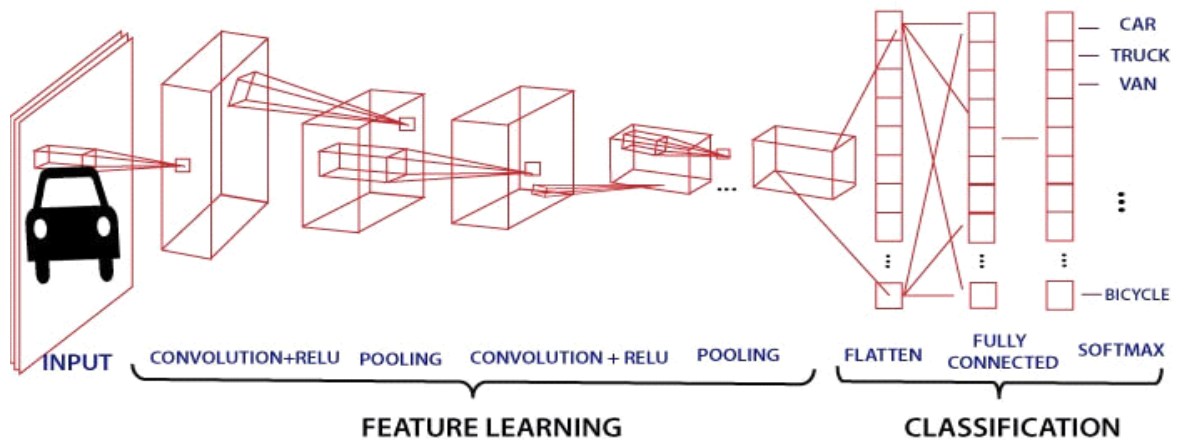 CAR
TRUCK
VAN
BICYCLE
INPUT
CONVOLUTION+RELU
POOLING
CONVOLUTION + RELU
POOLING
FLATTEN
FULLY
CONNECTED
SOFTMAX
FEATURE LEARNING
CLASSIFICATION